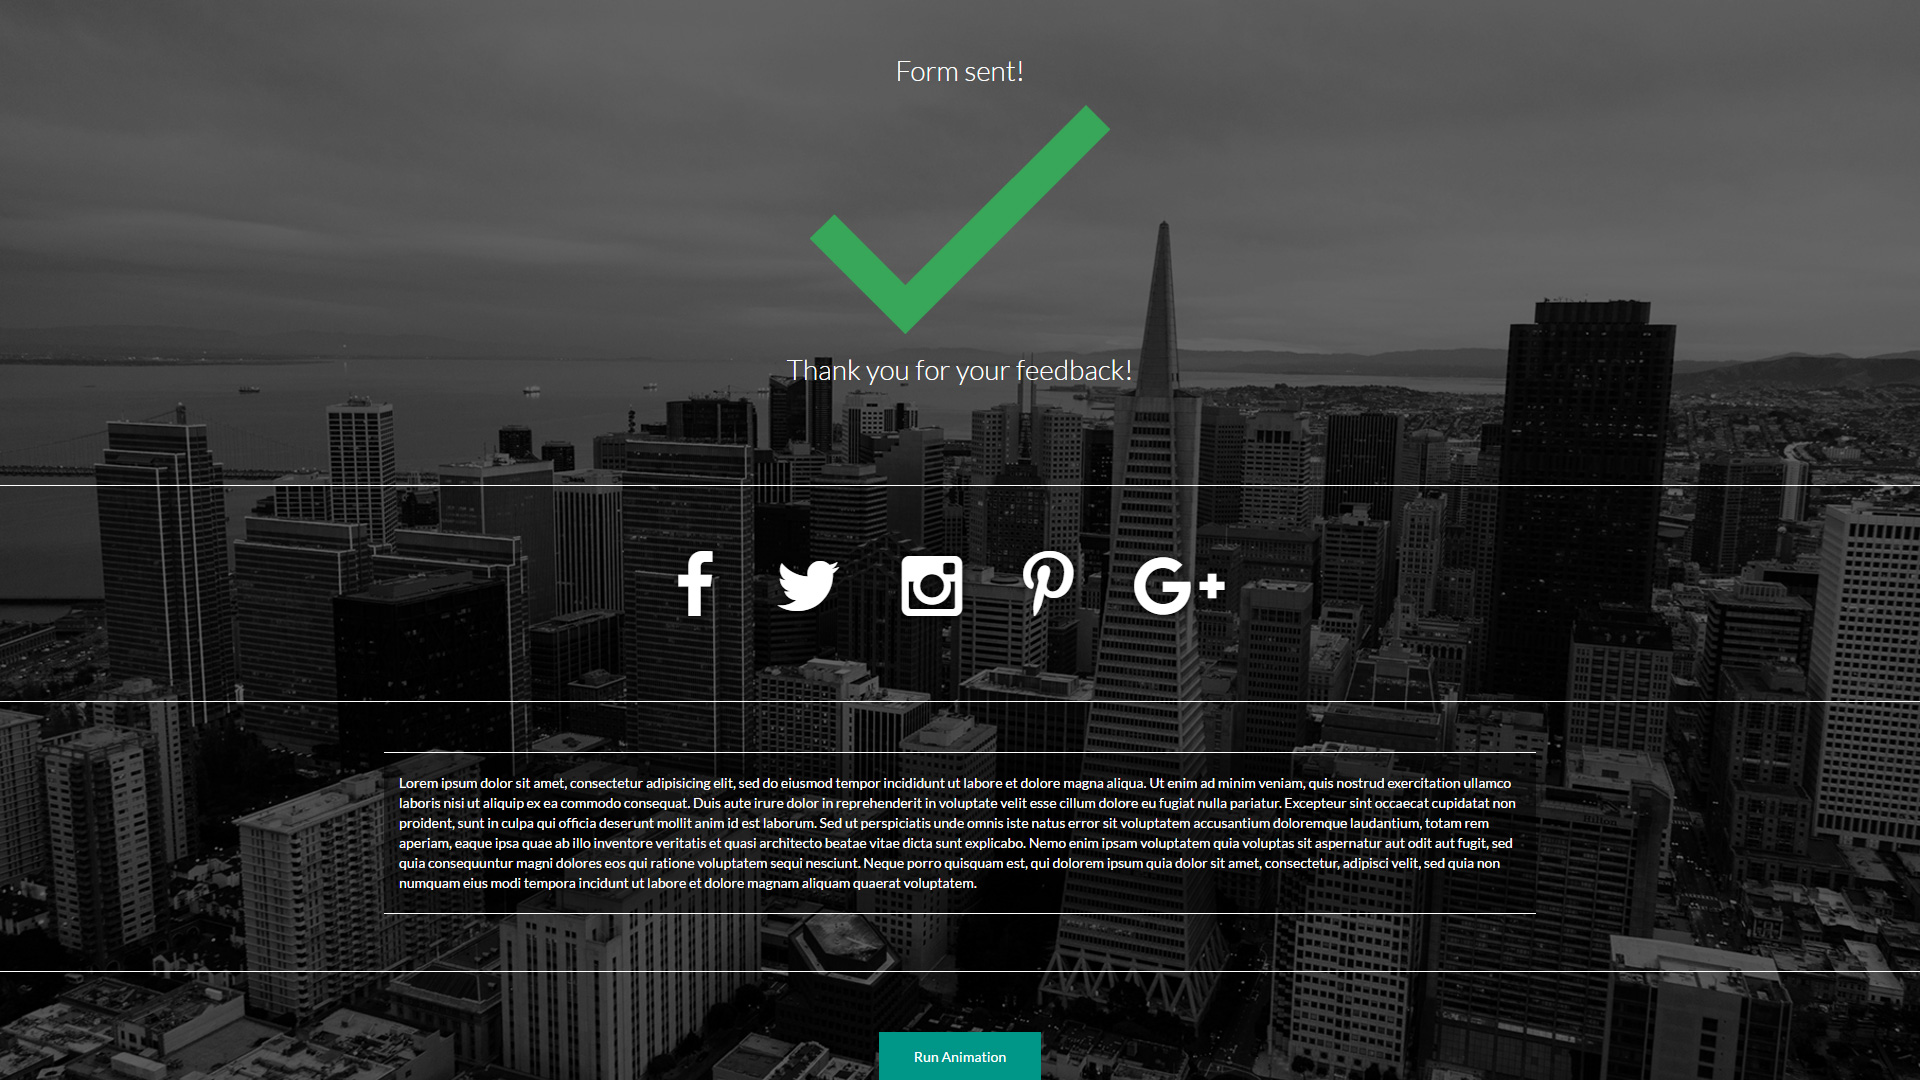 Form sent!
Thank you for your feedback!
Lorem ipsum dolor sit amet, consectetur adipisicing elit, sed do eiusmod tempor incididunt ut labore et dolore magna aliqua. Ut enim ad minim veniam, quis nostrud exercitation ullamco
laboris nisi ut aliquip ex ea commodo consequat. Duis aute irure dolor in reprehenderit in voluptate velit esse cillum dolore eu fugiat nulla pariatur. Excepteur sint occaecat cupidatat non
proident, sunt in culpa qui officia deserunt mollit anim id est laborum. Sed ut perspiciatis unde omnis iste natus error sit voluptatem accusantium doloremque laudantium, totam rem
aperiam, eaque ipsa quae ab illo inventore veritatis et quasi architecto beatae vitae dicta sunt explicabo. Nemo enim ipsam voluptatem quia voluptas sit aspernatur aut odit aut fugit, sed
quia consequuntur magni dolores eos qui ratione voluptatem sequi nesciunt. Neque porro quisquam est, qui dolorem ipsum quia dolor sit amet, consectetur, adipisci velit, sed quia non
numquam eius modi tempora incidunt ut labore et dolore magnam aliquam quaerat voluptatem.
Hilton
Run Animation